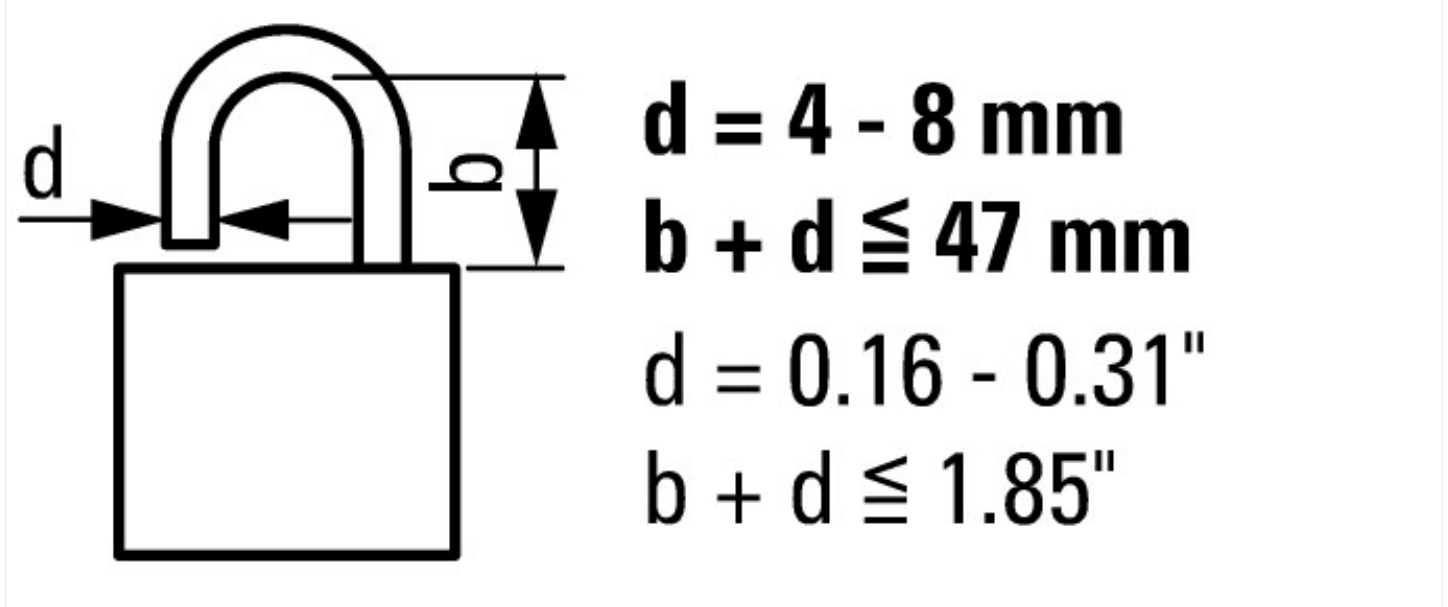 d
b
d = 4 - 8 mm
b + d ≦ 47 mm
d = 0.16 - 0.31"
b + d ≦ 1.85"